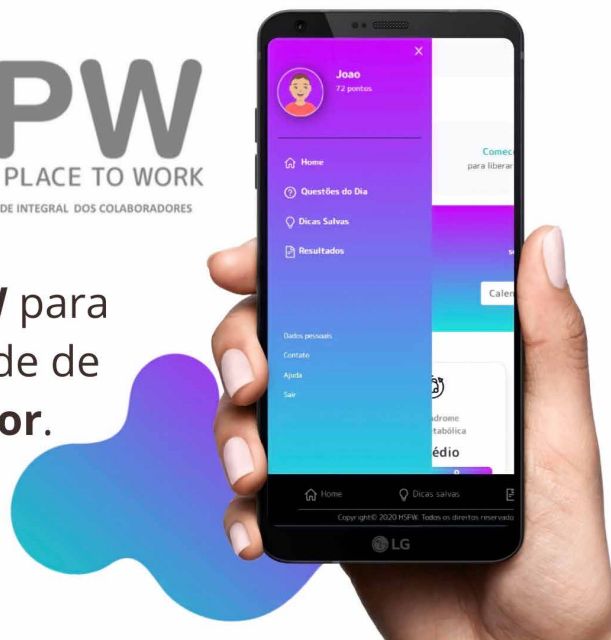 PW
PLACE TO WORK
DE INTEGRAL DOS COLABORADORES
para
de de
or.
×
Joao
72 pontos
Home
Questões do Dia
Dicas Salvas
Resultados
Dados pessoais
Contato
Ajuda
Sair
Comec
para liberar
s
Calen
drome
tabólica
édio
Home
Dicas salvas
Copyright© 2020 HSPW. Todos os direitos reservado
LG